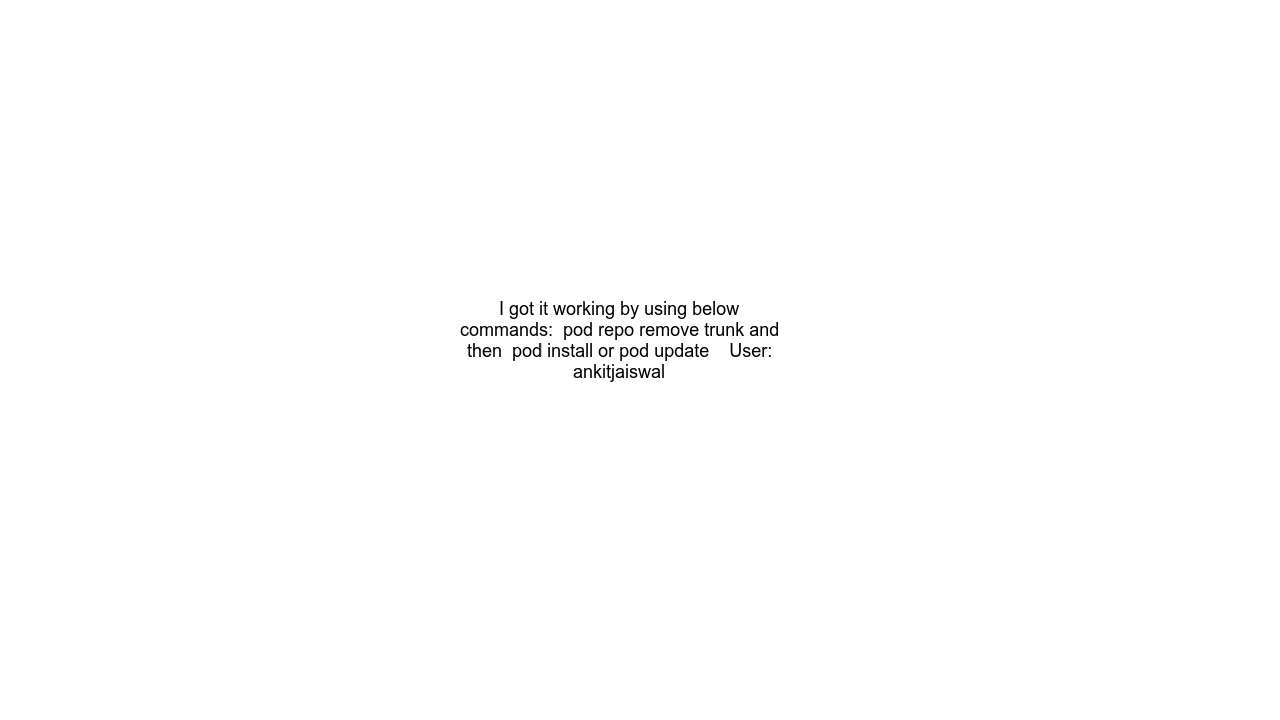 I got it working by using below
commands:  pod repo remove trunk and
then  pod install or pod update    User:
ankitjaiswal